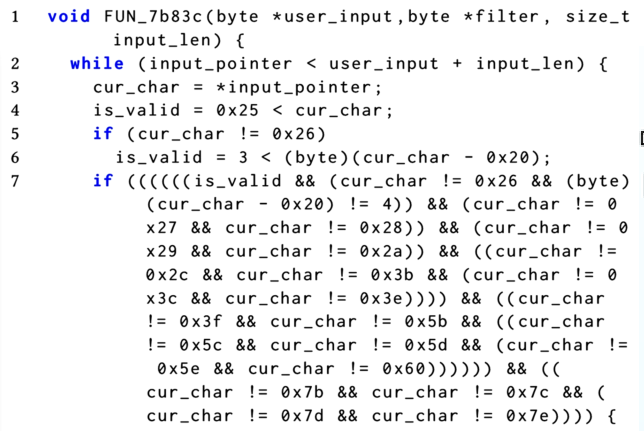 1 void FUN_7b83c(byte *user_input,byte *filter, size_t
input_len) {
2 while (input_pointer < user_input + input_len) {
3 cur_char = *input_pointer;
4 is_valid = 0x25 < cur_char;
5 if (cur_char != 0x26)
6 is_valid = 3 < (byte)(cur_char - 0x20);
7 if ((((((is_valid && (cur_char != 0x26 && (byte)
(cur_char - 0x20) != 4)) && (cur_char != 0
x27 && cur_char != 0x28)) && (cur_char != 0
x29 && cur_char != 0x2a)) && ((cur_char !=
0x2c && cur_char != 0x3b && (cur_char != 0
x3c && cur_char != 0x3e)))) && ((cur_char
!= 0x3f && cur_char != 0x5b && ((cur_char
!= 0x5c && cur_char != 0x5d && (cur_char !=
0x5e && cur_char != 0x60)))))) && ((
cur_char != 0x7b && cur_char != 0x7c && (
cur_char != 0x7d && cur_char != 0x7e)))) {